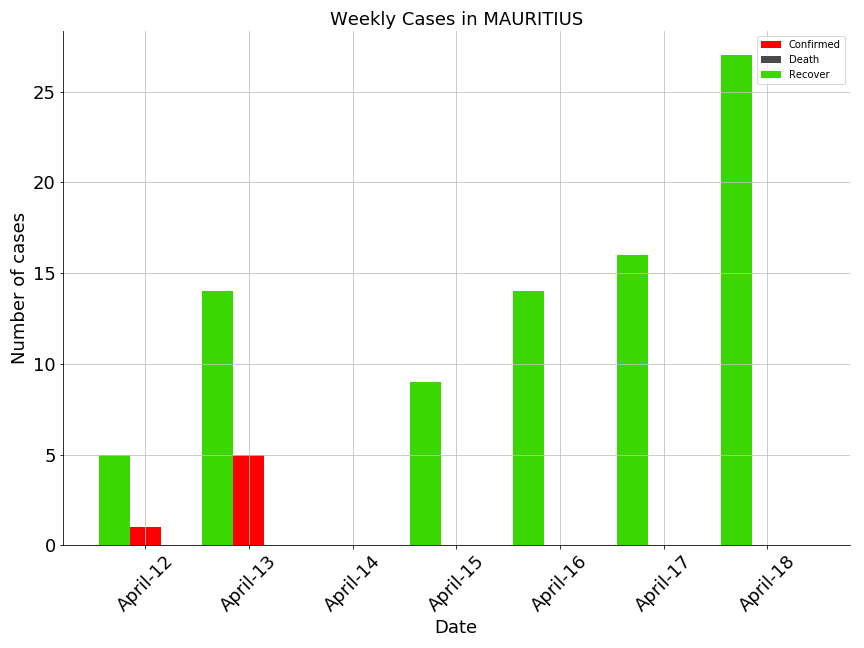 Weekly Cases in MAURITIUS
Confirmed
Death
Recover
Number of cases
25
20
15
10
5
0
April-12
April-13
April-14
April-15
April-16
April-17
April-18
Date